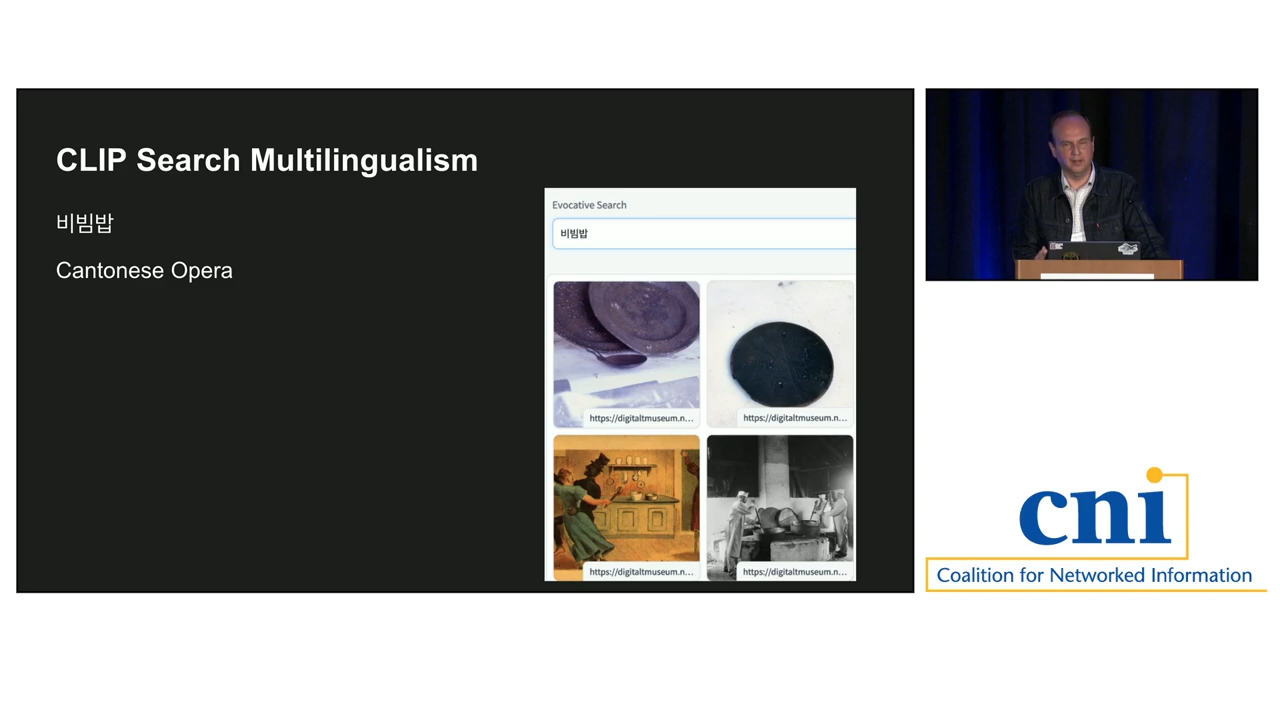 CLIP Search Multilingualism
비빔밥
Cantonese Opera
Evocative Search
비빔밥
https://digitaltmuseum.n...
https://digitaltmuseum.n...
https://digitaltmuseum.n...
https://digitaltmuseum.n...
cni
Coalition for Networked Information